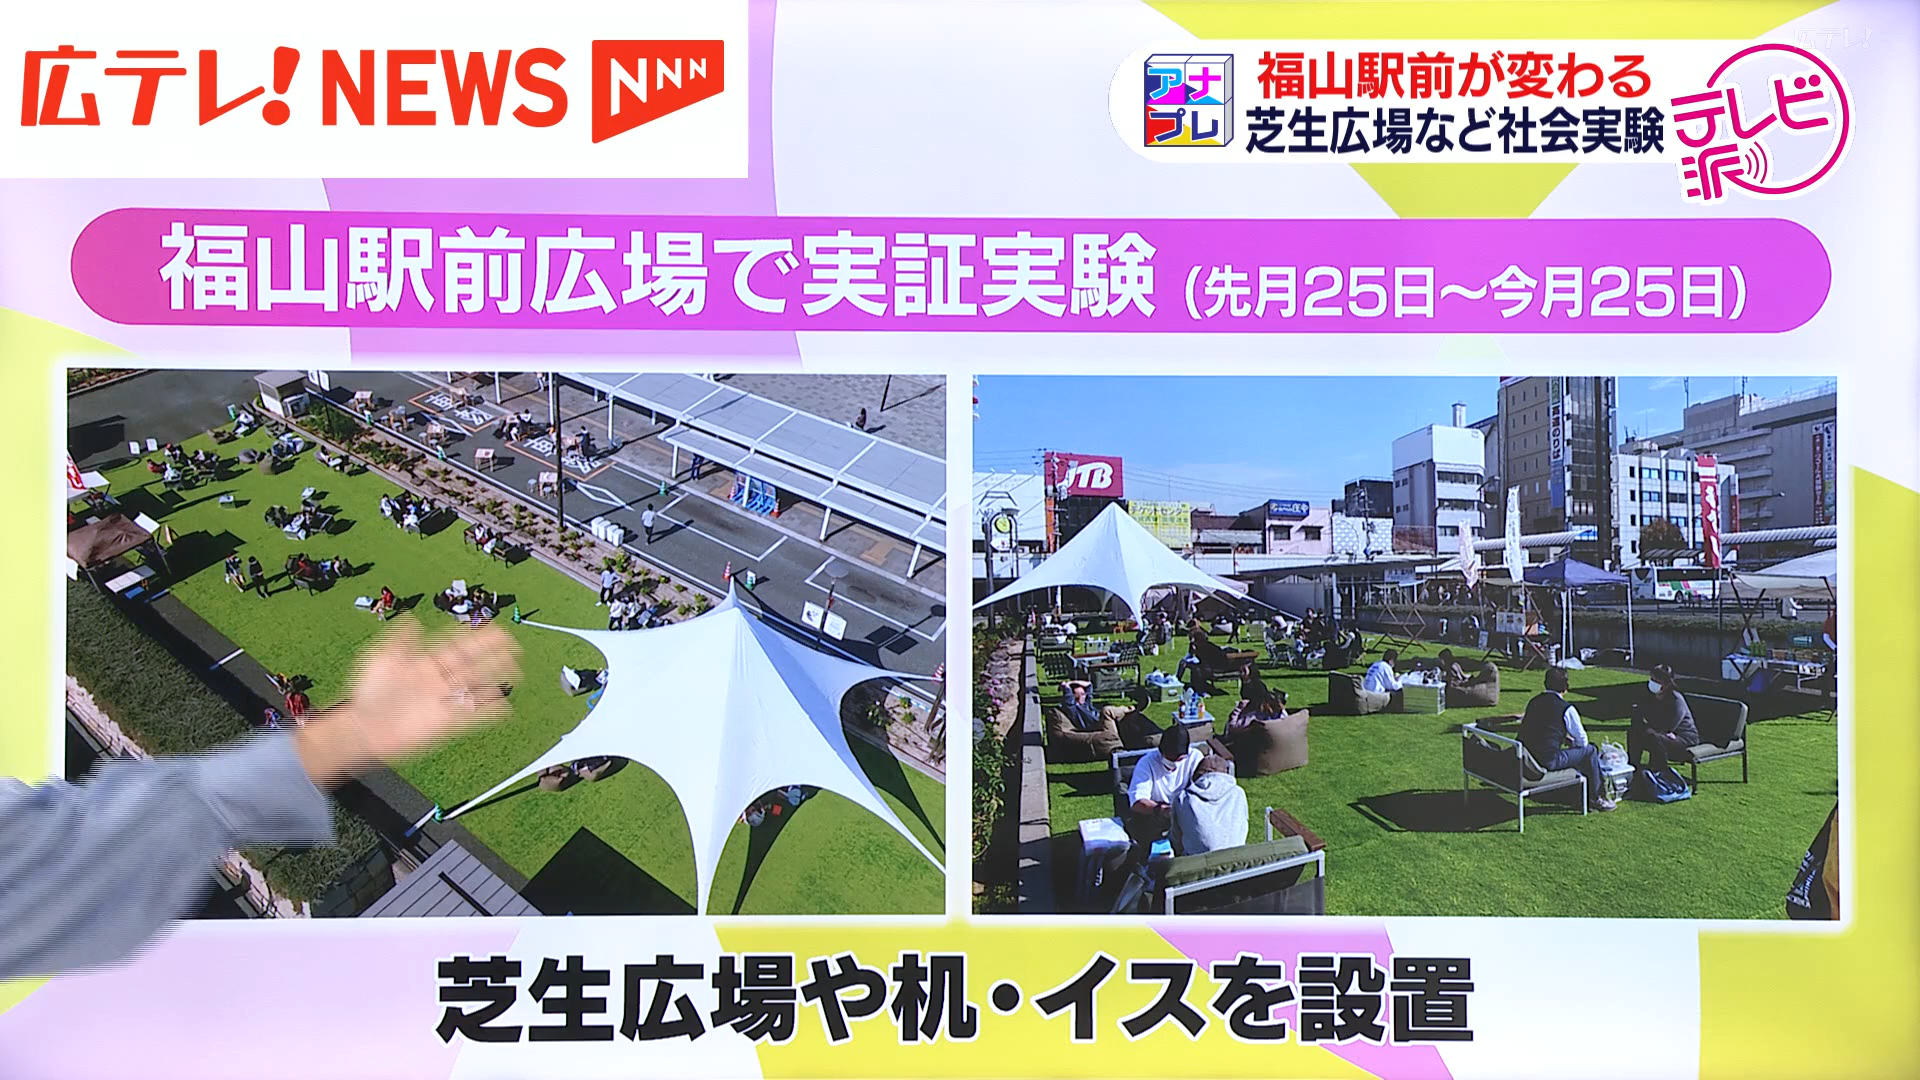 広テレ!NEWS NNN
広テレ!
アナプレ
福山駅前が変わる
芝生広場など社会実験
テレビ派
福山駅前広場で実証実験 (先月25日〜今月25日)
JTB
芝生広場や机・イスを設置